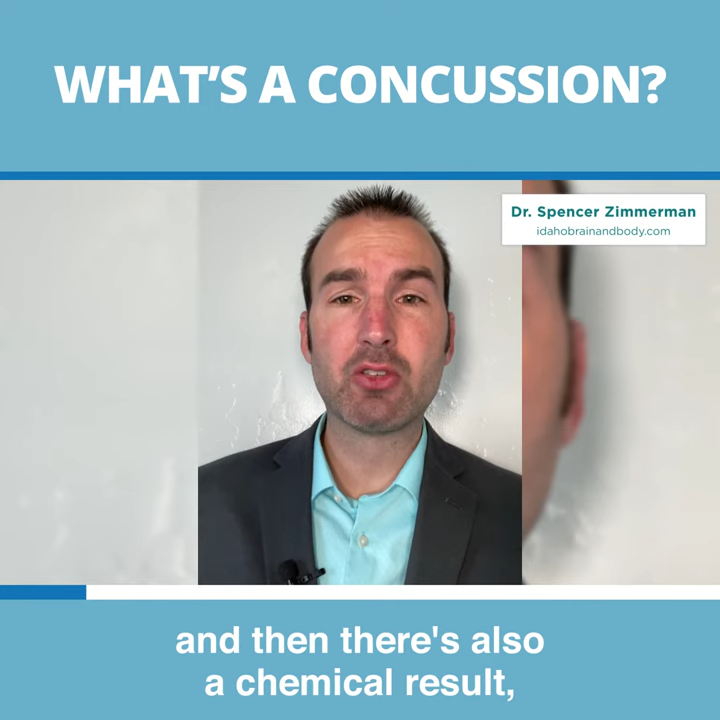 WHAT'S A CONCUSSION?
Dr. Spencer Zimmerman
idahobrainandbody.com
and then there's also
a chemical result,